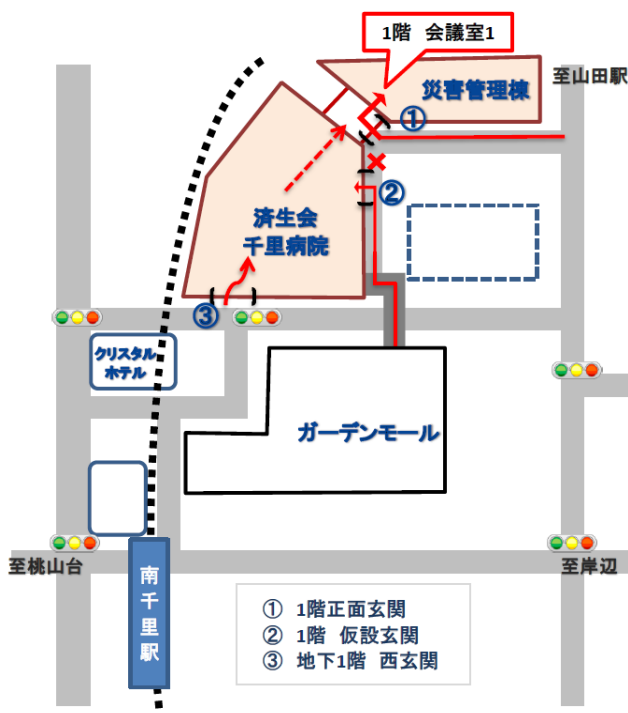 1階 会議室1
至山田駅
災害管理棟
①
②
済生会
千里病院
③
クリスタル
ホテル
ガーデンモール
至桃山台
至岸辺
南千里駅
① 1階正面玄関
② 1階 仮設玄関
③ 地下1階 西玄関